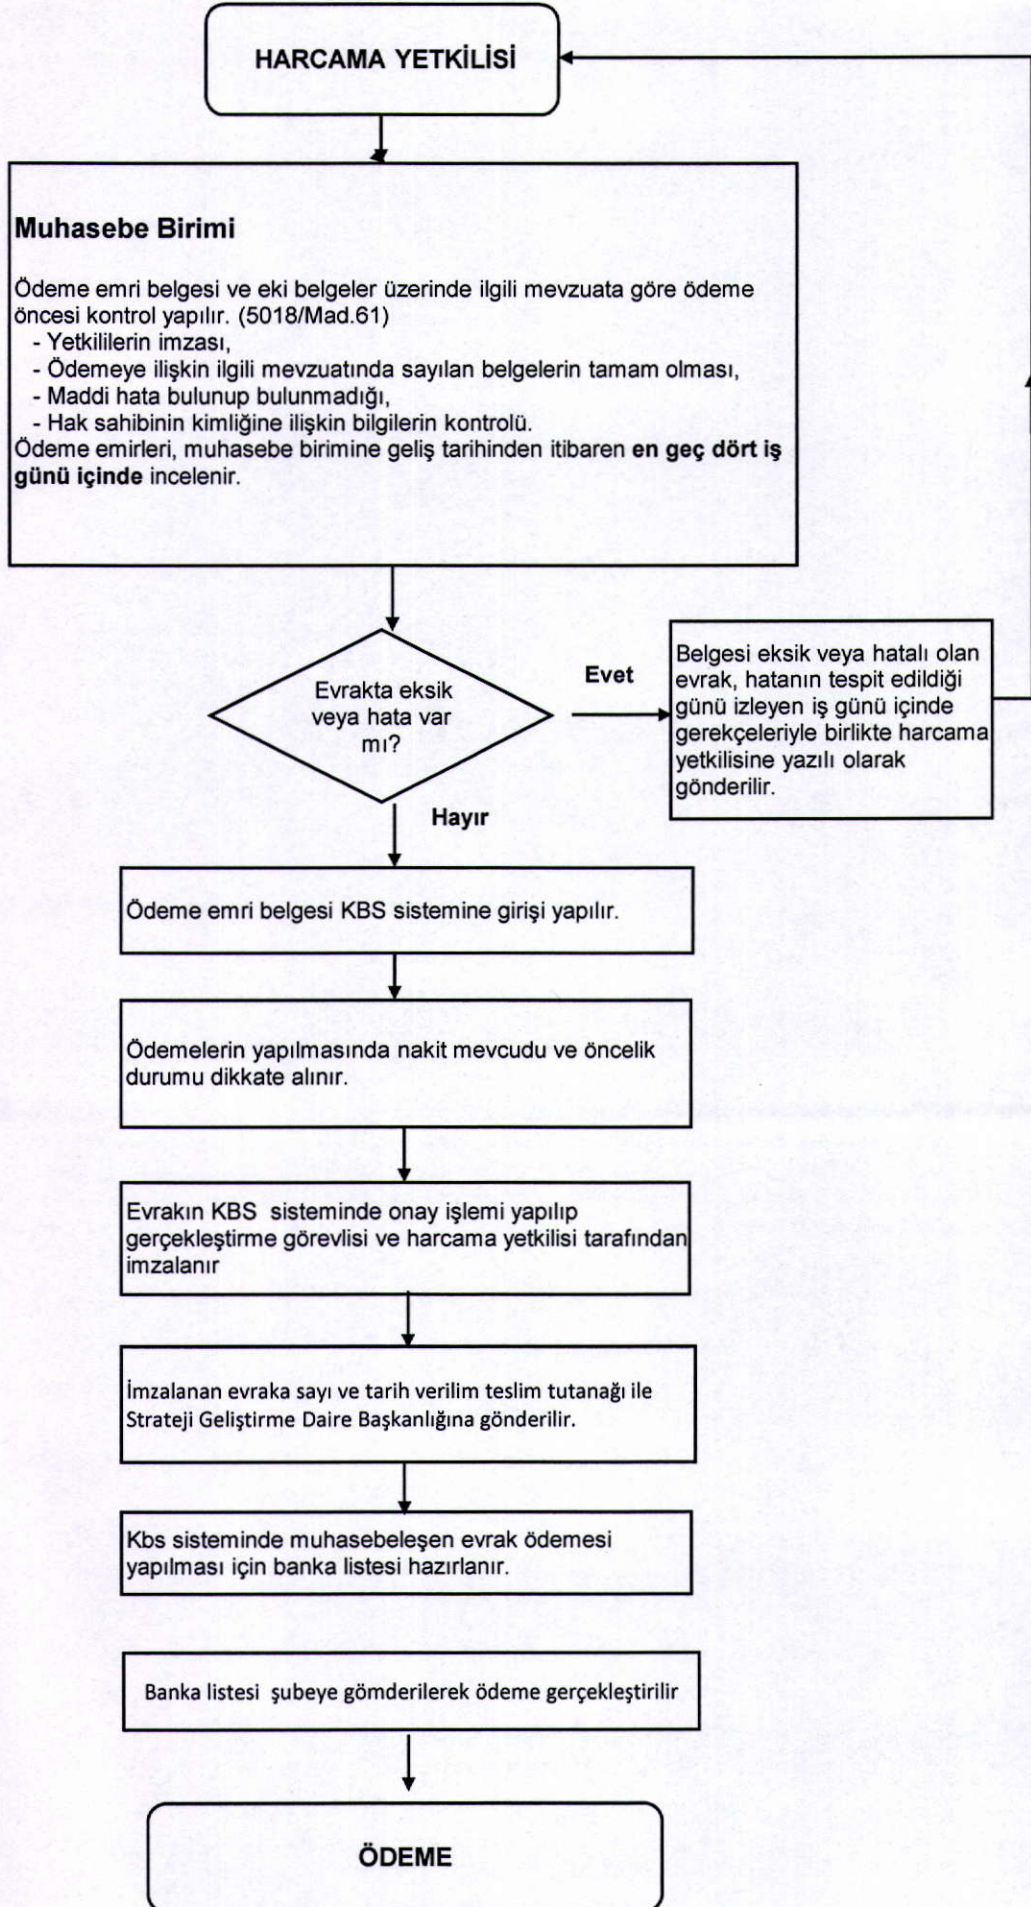 HARCAMA YETKİLİSİ
Muhasebe Birimi
Ödeme emri belgesi ve eki belgeler üzerinde ilgili mevzuata göre ödeme
öncesi kontrol yapılır. (5018/Mad.61)
- Yetkililerin imzası,
- Ödemeye ilişkin ilgili mevzuatında sayılan belgelerin tamam olması,
- Maddi hata bulunup bulunmadığı,
- Hak sahibinin kimliğine ilişkin bilgilerin kontrolü.
Ödeme emirleri, muhasebe birimine geliş tarihinden itibaren en geç dört iş
günü içinde incelenir.
Evrakta eksik
veya hata var
mı?
Evet
Belgesi eksik veya hatalı olan
evrak, hatanın tespit edildiği
günü izleyen iş günü içinde
gerekçeleriyle birlikte harcama
yetkilisine yazılı olarak
gönderilir.
Hayır
Ödeme emri belgesi KBS sistemine girişi yapılır.
Ödemelerin yapılmasında nakit mevcudu ve öncelik
durumu dikkate alınır.
Evrakın KBS sisteminde onay işlemi yapılıp
gerçekleştirme görevlisi ve harcama yetkilisi tarafından
imzalanır
İmzalanan evraka sayı ve tarih verilim teslim tutanağı ile
Strateji Geliştirme Daire Başkanlığına gönderilir.
Kbs sisteminde muhasebeleşen evrak ödemesi
yapılması için banka listesi hazırlanır.
Banka listesi şubeye gömderilerek ödeme gerçekleştirilir
ÖDEME